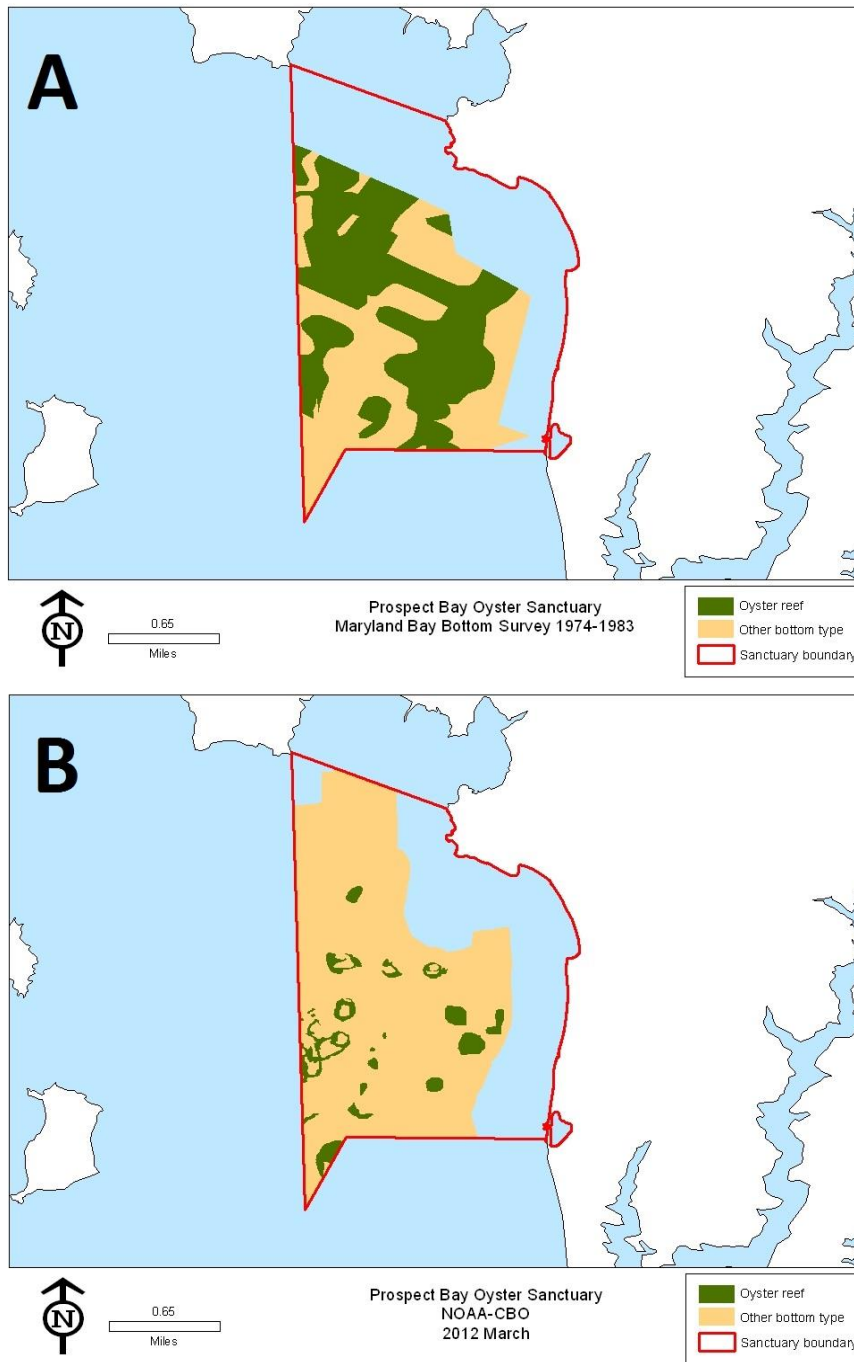 A
N
0.65
Miles
Prospect Bay Oyster Sanctuary
Maryland Bay Bottom Survey 1974-1983
Oyster reef
Other bottom type
Sanctuary boundary
B
N
0.65
Miles
Prospect Bay Oyster Sanctuary
NOAA-CBO
2012 March
Oyster reef
Other bottom type
Sanctuary boundary